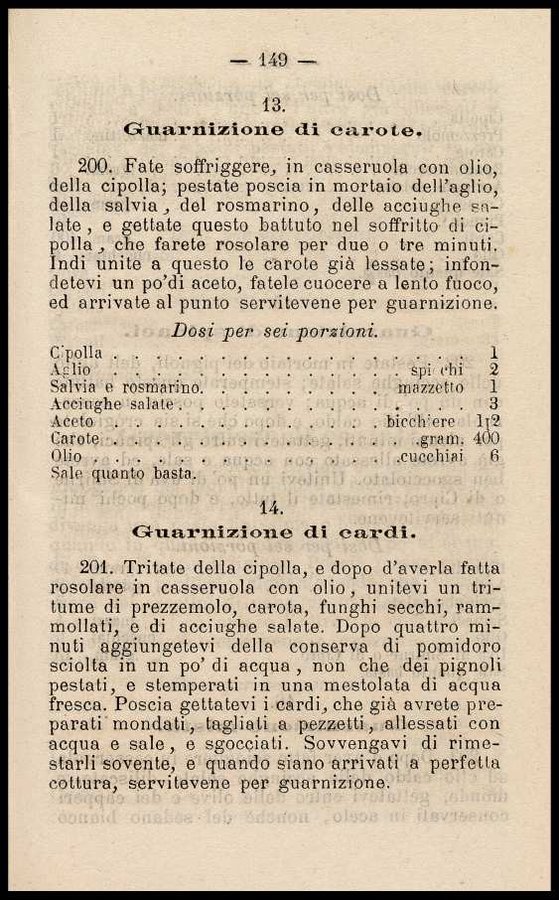 — 149 —
13.
Guarnizione di carote.
200. Fate soffriggere, in casseruola con olio,
della cipolla; pestate poscia in mortaio dell'aglio,
della salvia, del rosmarino, delle acciughe sa-
late, e gettate questo battuto nel soffritto di ci-
polla, che farete rosolare per due o tre minuti.
Indi unite a questo le carote già lessate; infon-
detevi un po'di aceto, fatele cuocere a lento fuoco,
ed arrivate al punto servitevene per guarnizione.
Dosi per sei porzioni.
Cipolla . . . . . . . . . . . . . . 1
Aglio . . . . . . . . . . . spicchi 2
Salvia e rosmarino. . . . . . . mazzetto 1
Acciughe salate . . . . . . . . . . . 3
Aceto . . . . . . . . . . bicchiere 1|2
Carote . . . . . . . . . . . gram. 400
Olio . . . . . . . . . . . .cucchiai 6
Sale quanto basta.
14.
Guarnizione di cardi.
201. Tritate della cipolla, e dopo d'averla fatta
rosolare in casseruola con olio, unitevi un tri-
tume di prezzemolo, carota, funghi secchi, ram-
mollati, e di acciughe salate. Dopo quattro mi-
nuti aggiungetevi della conserva di pomidoro
sciolta in un po' di acqua, non che dei pignoli
pestati, e stemperati in una mestolata di acqua
fresca. Poscia gettatevi i cardi, che già avrete pre-
parati mondati, tagliati a pezzetti, allessati con
acqua e sale, e sgocciati. Sovvengavi di rime-
starli sovente, e quando siano arrivati a perfetta
cottura, servitevene per guarnizione.